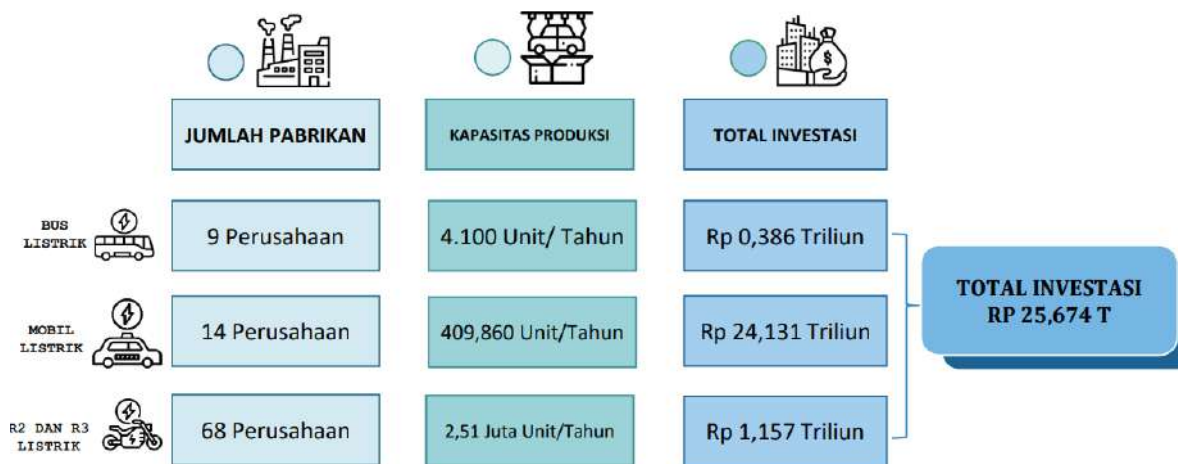 JUMLAH PABRIKAN
KAPASITAS PRODUKSI
TOTAL INVESTASI
BUS
LISTRIK
9 Perusahaan
4.100 Unit/ Tahun
Rp 0,386 Triliun
MOBIL
LISTRIK
14 Perusahaan
409,860 Unit/Tahun
Rp 24,131 Triliun
R2 DAN R3
LISTRIK
68 Perusahaan
2,51 Juta Unit/Tahun
Rp 1,157 Triliun
TOTAL INVESTASI
RP 25,674 T